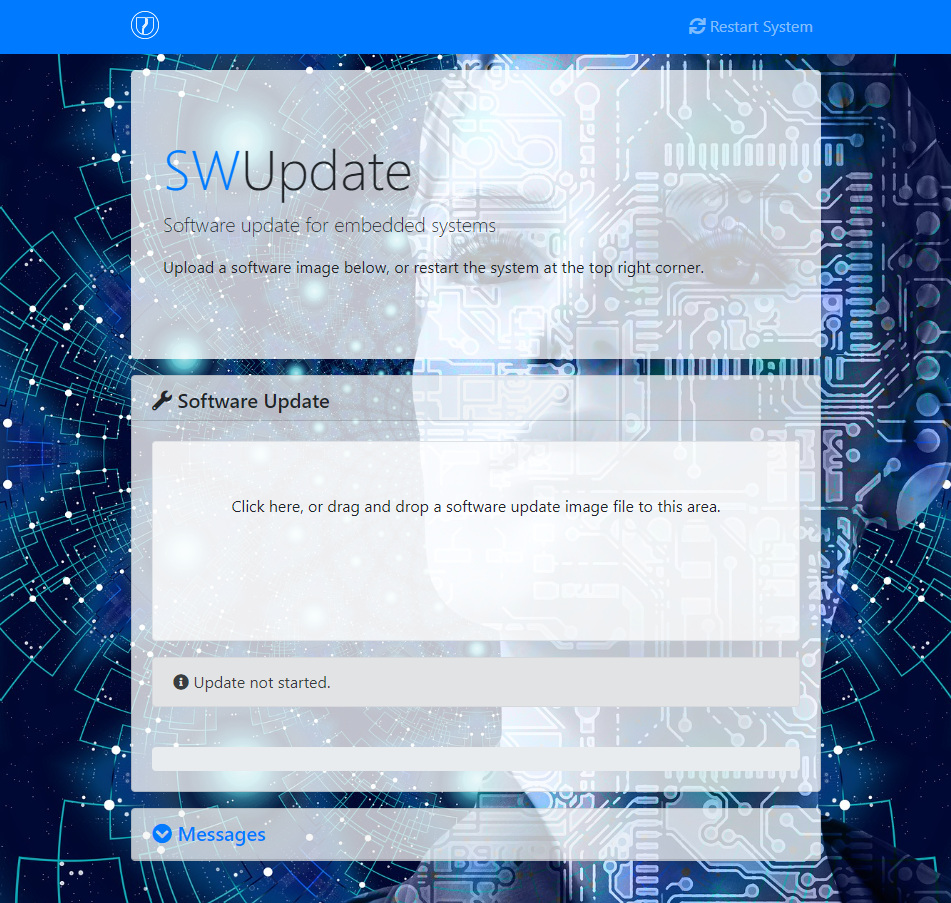 Restart System
SWUpdate
Software update for embedded systems
Upload a software image below, or restart the system at the top right corner.
Software Update
Click here, or drag and drop a software update image file to this area.
Update not started.
Messages